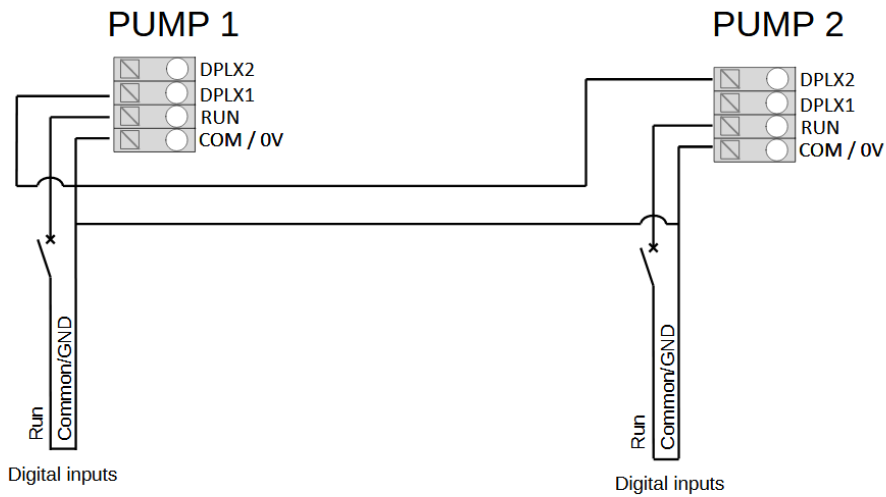 PUMP 1
DPLX2
DPLX1
RUN
COM / 0V
Run
Common/GND
Digital inputs
PUMP 2
DPLX2
DPLX1
RUN
COM / 0V
Run
Common/GND
Digital inputs